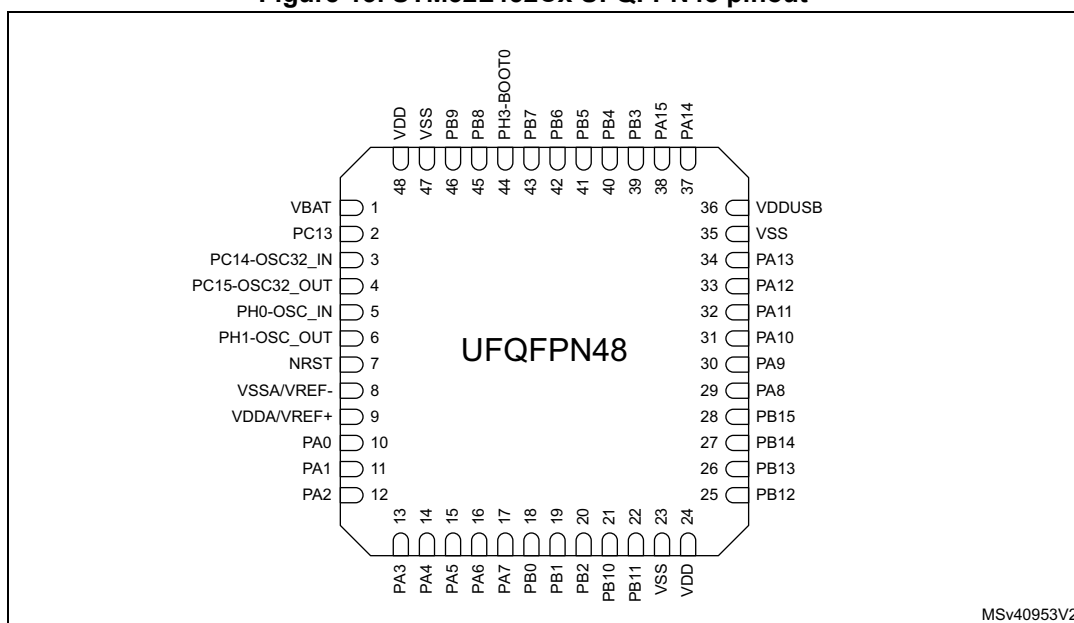 VDD
VSS
PB9
PB8
PH3-BOOT0
PB7
PB6
PB5
PB4
PB3
PA15
PA14
48
47
46
45
44
43
42
41
40
39
38
37
VBAT 1
PC13 2
PC14-OSC32_IN 3
PC15-OSC32_OUT 4
PH0-OSC_IN 5
PH1-OSC_OUT 6
NRST 7
VSSA/VREF- 8
VDDA/VREF+ 9
PA0 10
PA1 11
PA2 12
UFQFPN48
36 VDDUSB
35 VSS
34 PA13
33 PA12
32 PA11
31 PA10
30 PA9
29 PA8
28 PB15
27 PB14
26 PB13
25 PB12
13
14
15
16
17
18
19
20
21
22
23
24
PA3
PA4
PA5
PA6
PA7
PB0
PB1
PB2
PB10
PB11
VSS
VDD
MSv40953V2